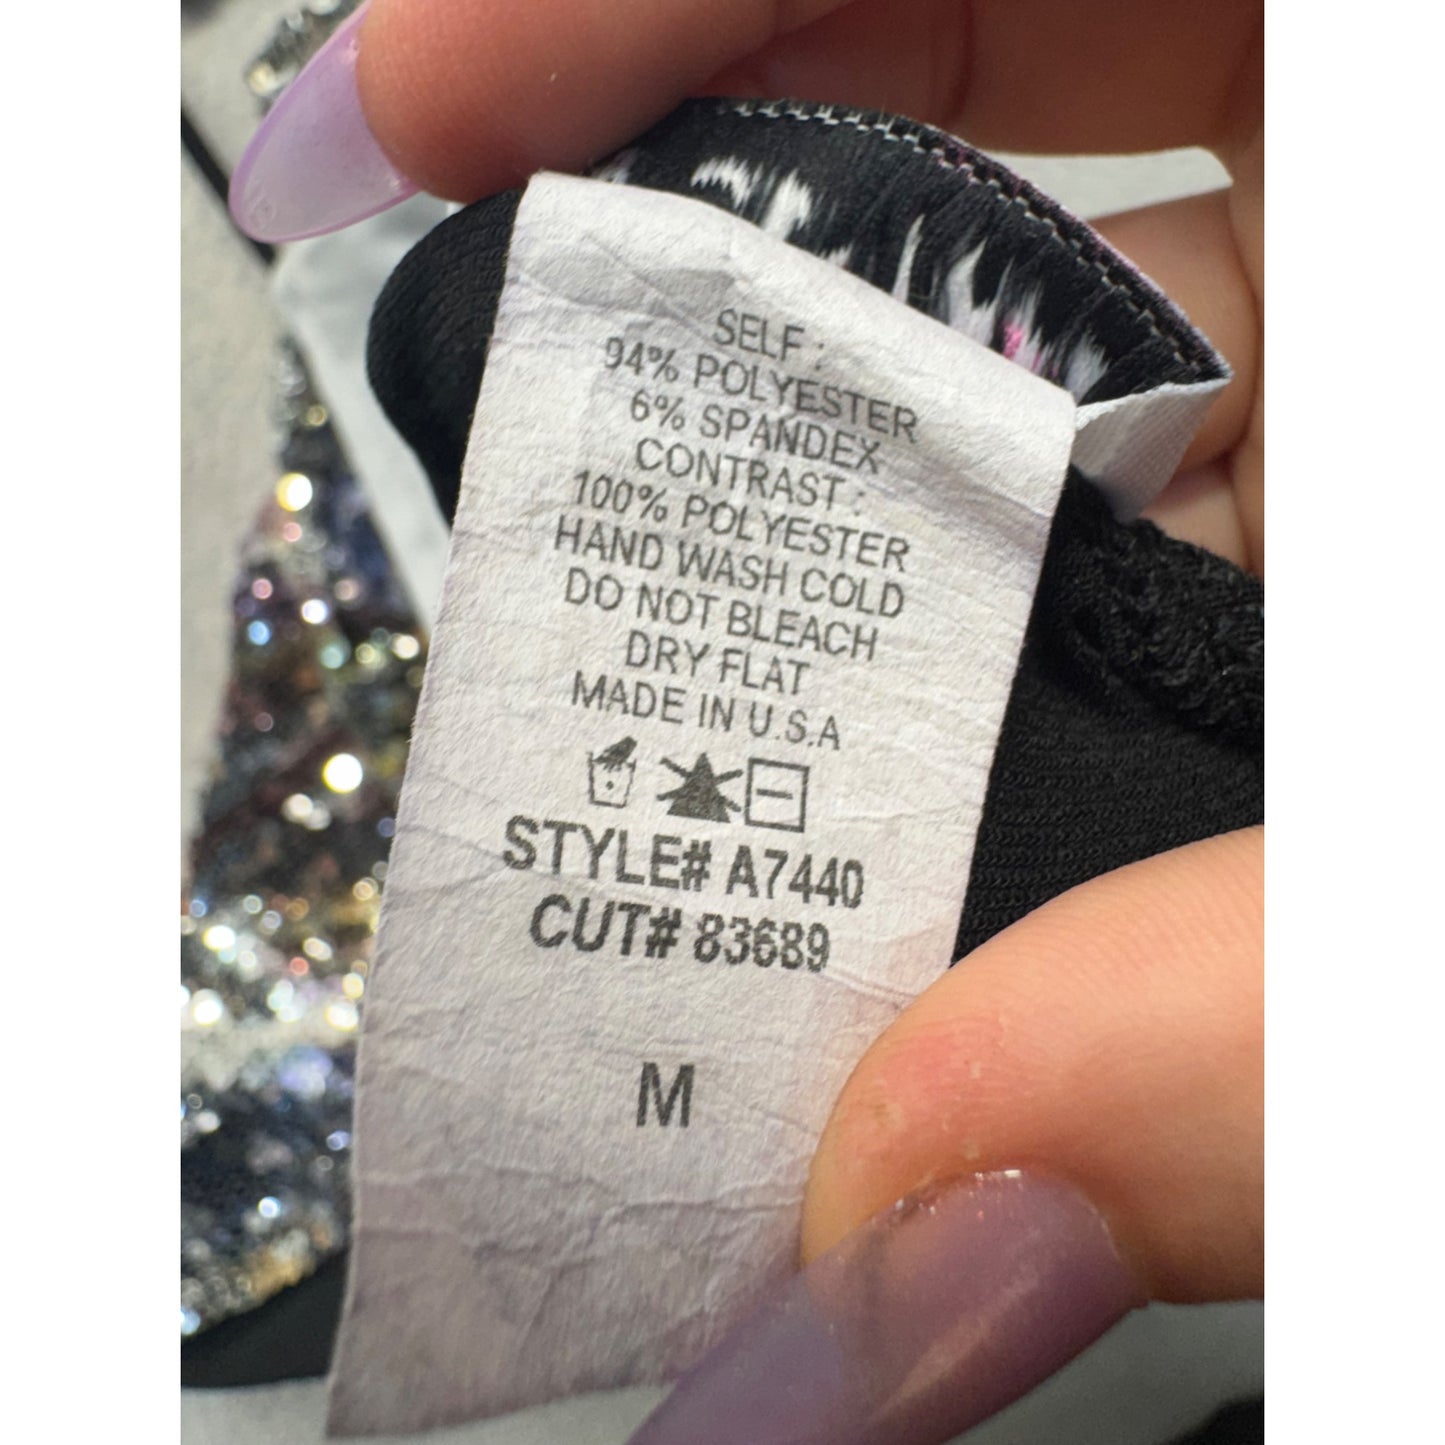 SELF :
94% POLYESTER
6% SPANDEX
CONTRAST :
100% POLYESTER
HAND WASH COLD
DO NOT BLEACH
DRY FLAT
MADE IN U.S.A
STYLE# A7440
CUT# 83689
M